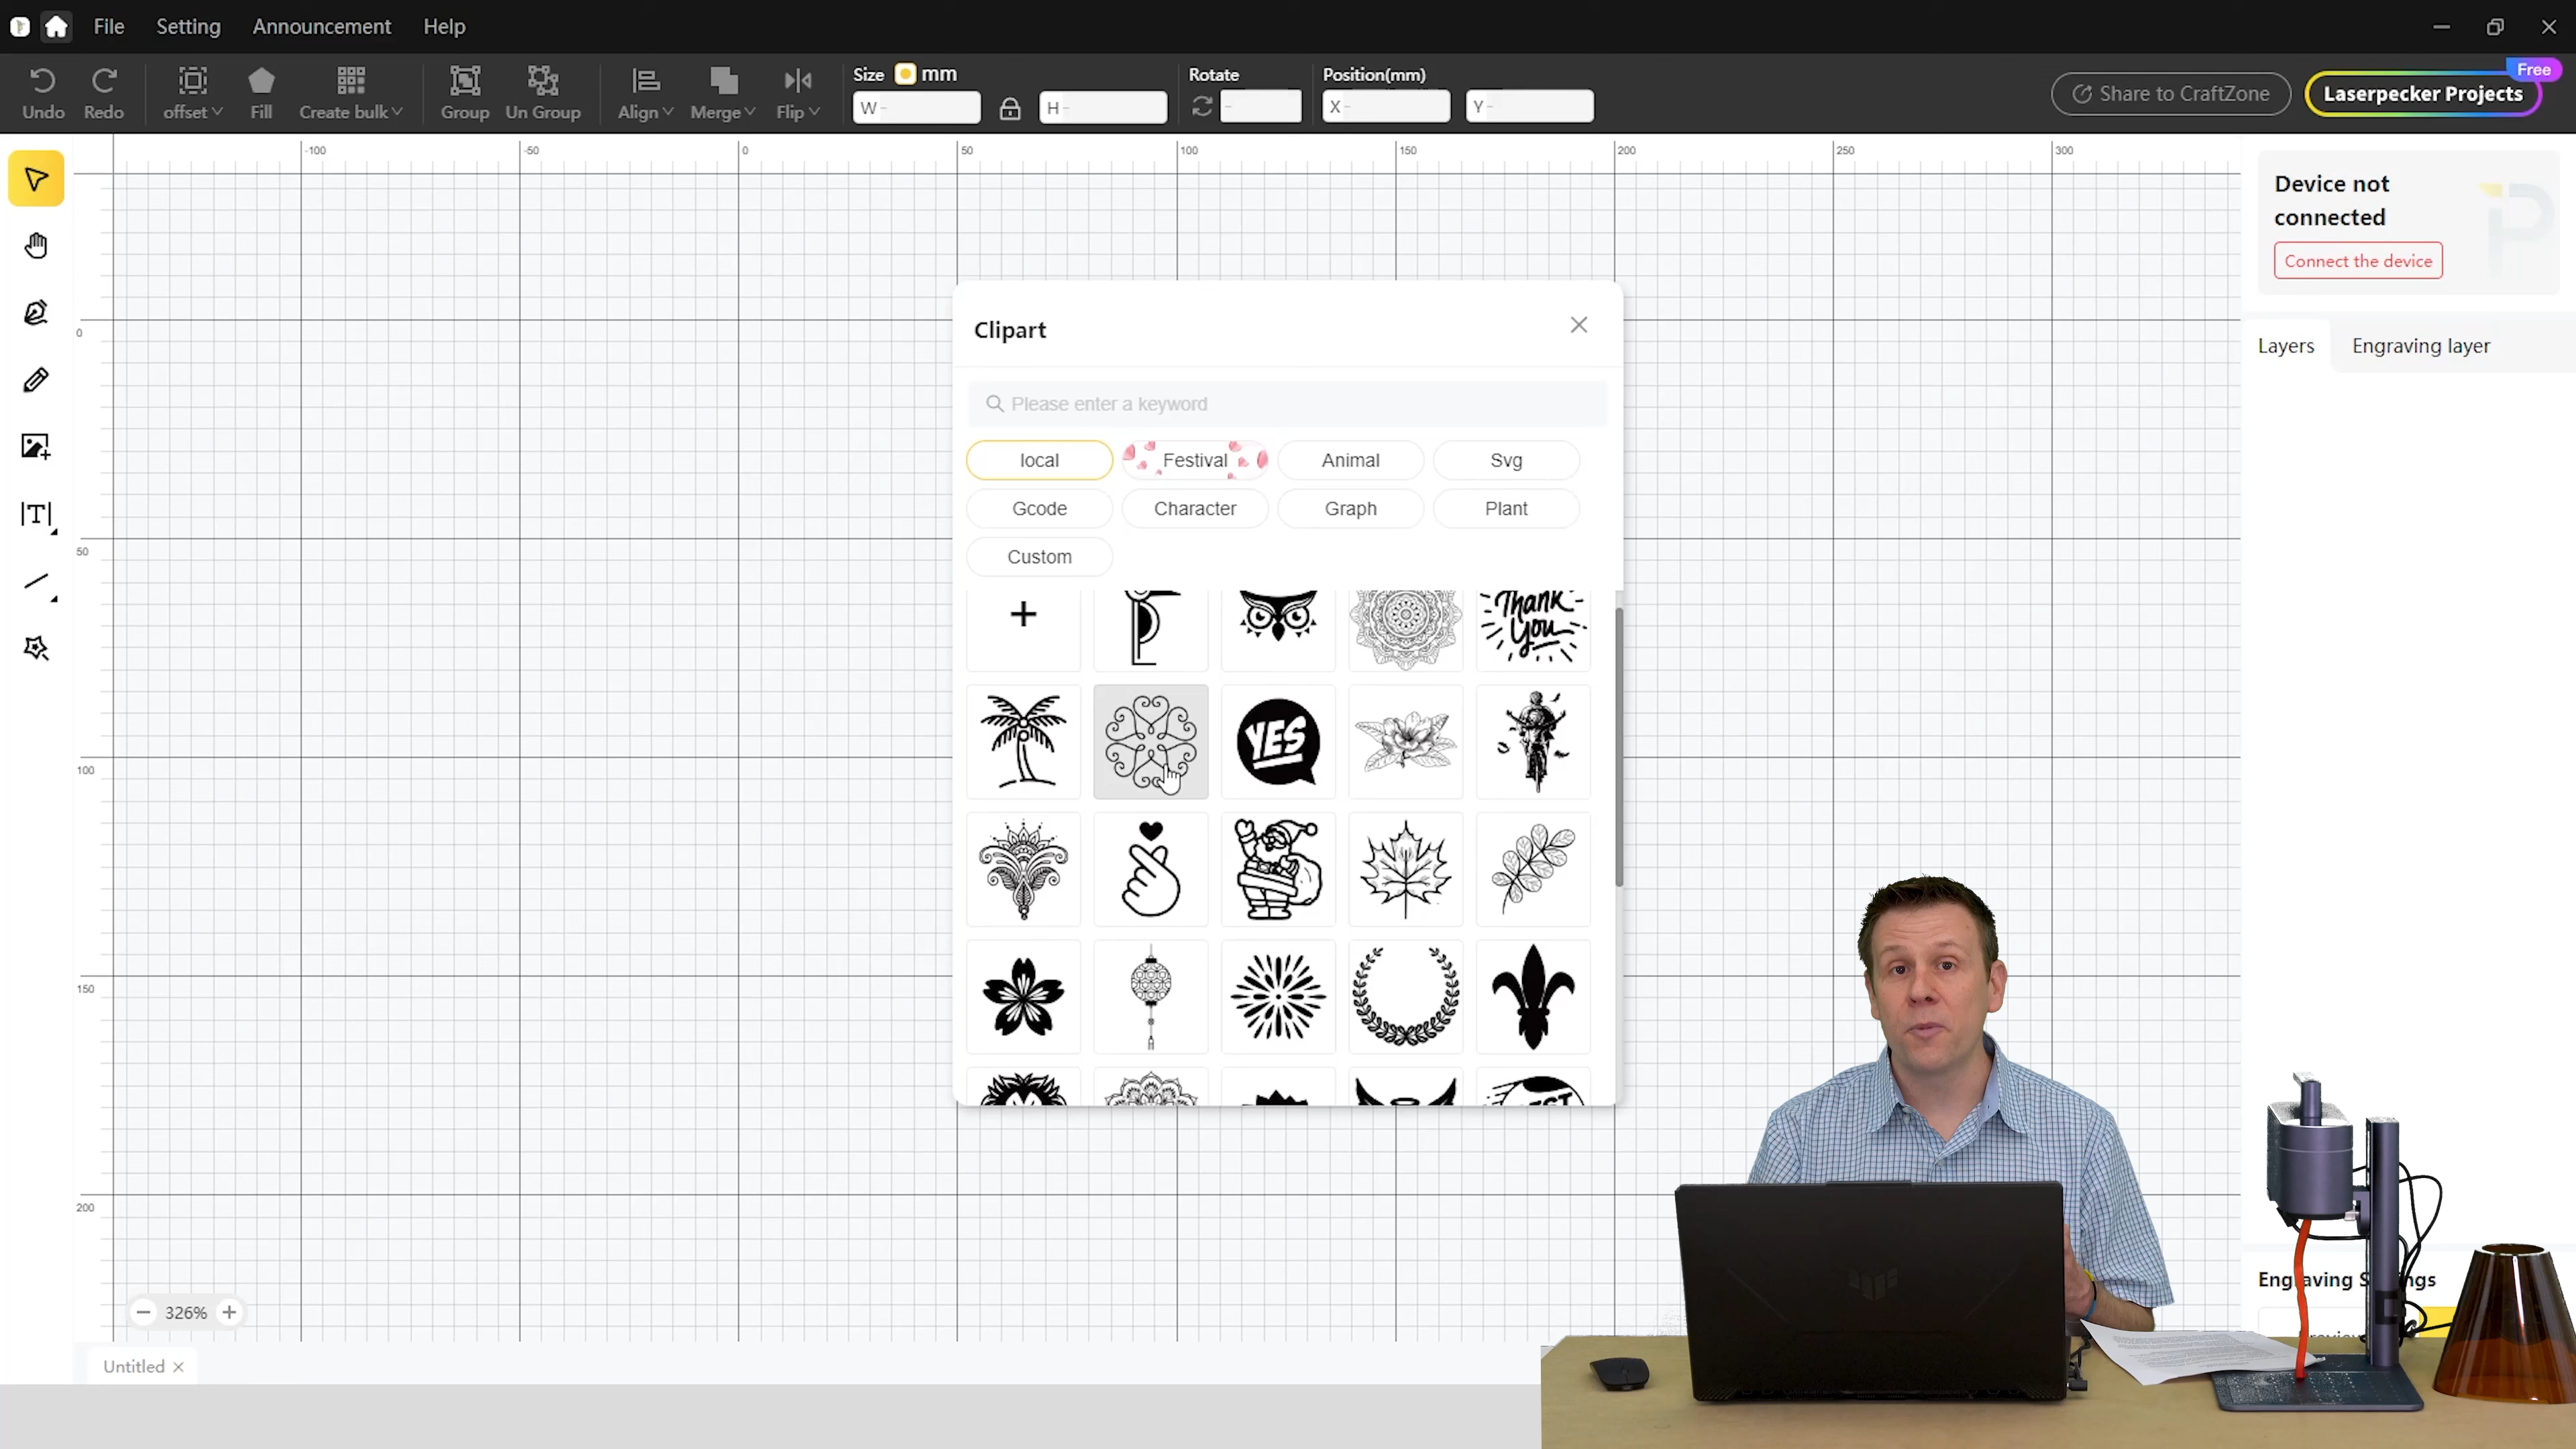 File Setting Announcement Help
Undo Redo offset Fill Create bulk Group Un Group Align Merge Flip
Size mm
W - H -
Rotate
-
Position(mm)
X - Y -
Share to CraftZone
Free
Laserpecker Projects
-100 -50 0 50 100 150 200 250 300
0
50
100
150
200
Device not
connected
Connect the device
Layers Engraving layer
Clipart
Please enter a keyword
local Festival Animal Svg
Gcode Character Graph Plant
Custom
Thank
You
YES
T
326%
Untitled